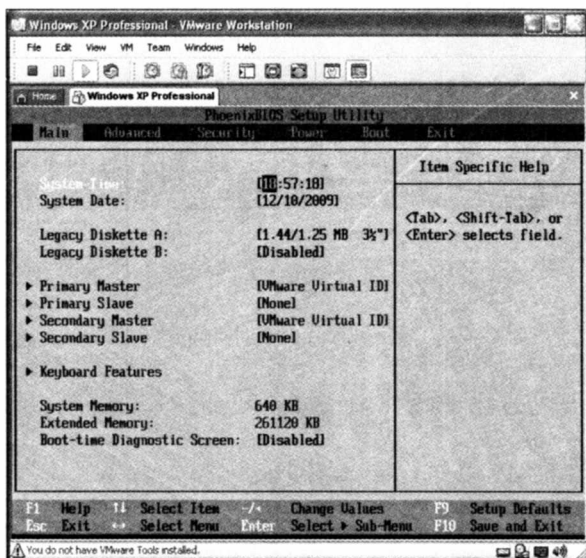 Windows XP Professional - VMware Workstation
File Edit View VM Team Windows Help
Home Windows XP Professional
PhoenixBIOS Setup Utility
Main Advanced Security Power Boot Exit
Item Specific Help
System Time: [10:57:18]
System Date: [12/10/2009]
<Tab>, <Shift-Tab>, or
<Enter> selects field.
Legacy Diskette A: [1.44/1.25 MB 3½"]
Legacy Diskette B: [Disabled]
▶ Primary Master [VMware Virtual ID]
▶ Primary Slave [None]
▶ Secondary Master [VMware Virtual ID]
▶ Secondary Slave [None]
▶ Keyboard Features
System Memory: 640 KB
Extended Memory: 261120 KB
Boot-time Diagnostic Screen: [Disabled]
F1 Help ↑↓ Select Item -/+ Change Values F9 Setup Defaults
Esc Exit ↔ Select Menu Enter Select ▶ Sub-Menu F10 Save and Exit
You do not have VMware Tools installed.